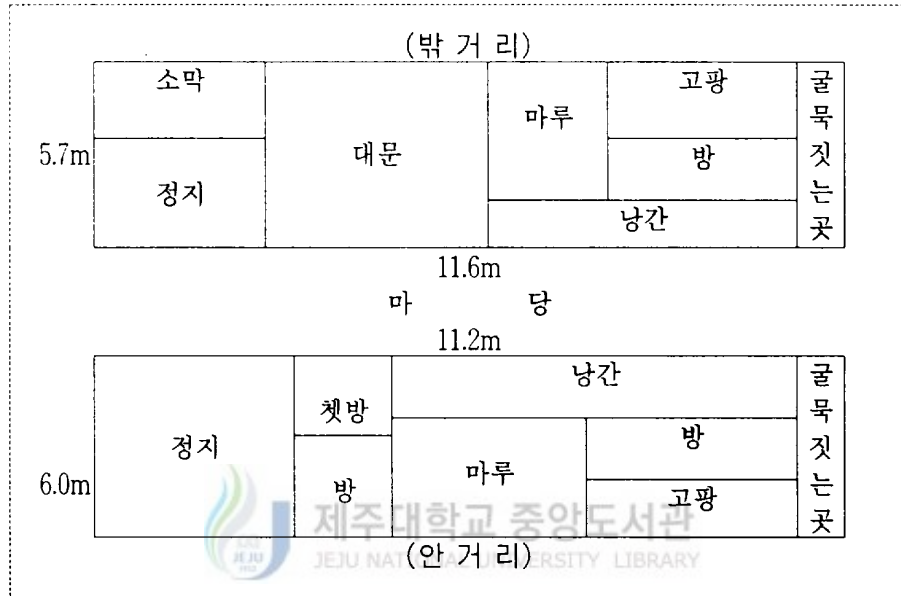 (밖 거 리)
소막
대문
마루
고팡
굴묵짓는곳
5.7m
정지
방
낭간
11.6m
마 당
11.2m
정지
쳇방
낭간
굴묵짓는곳
6.0m
방
마루
방
고팡
제주대학교 중앙도서관
JEJU NATIONAL UNIVERSITY LIBRARY
(안 거 리)
JEJU
1952